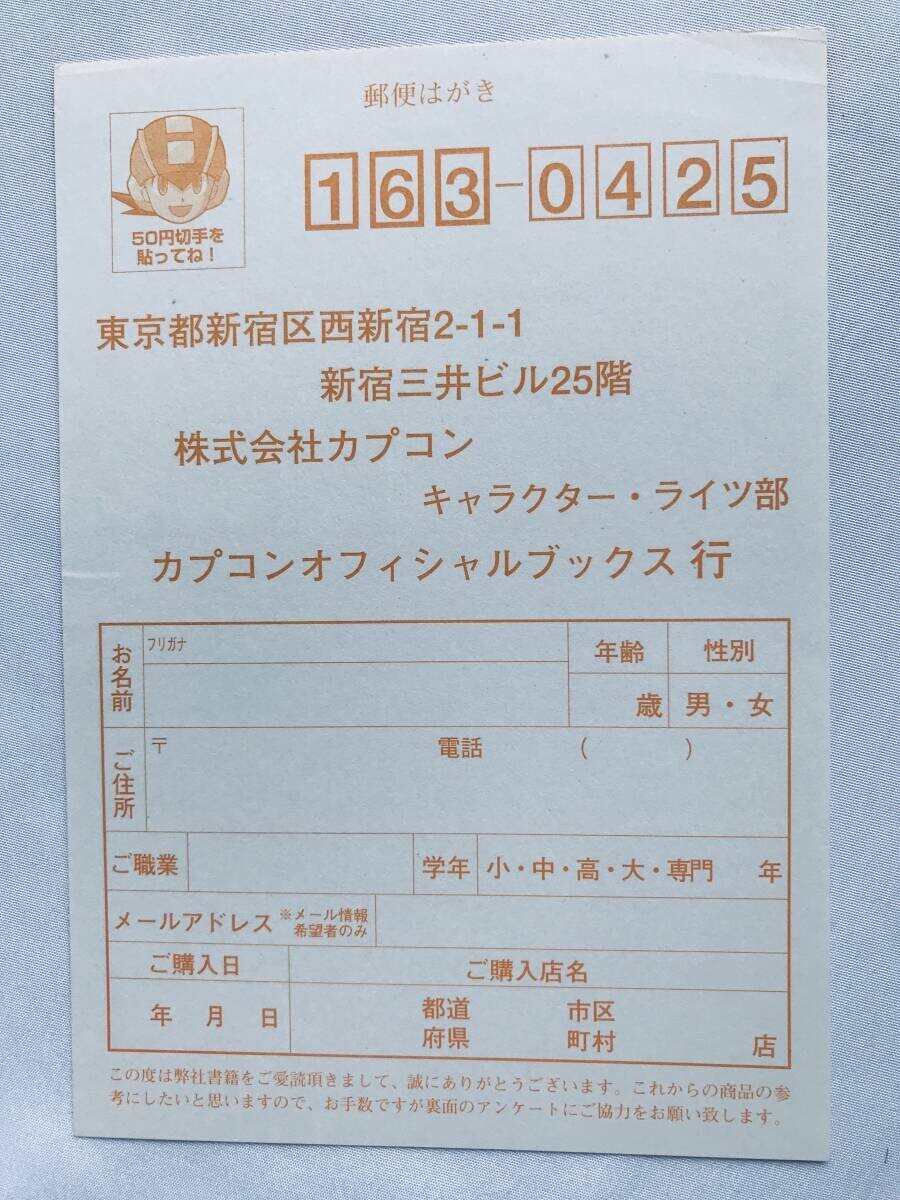 郵便はがき
163-0425
50円切手を
貼ってね！
東京都新宿区西新宿2-1-1
新宿三井ビル25階
株式会社カプコン
キャラクター・ライツ部
カプコンオフィシャルブックス 行
お名前
フリガナ
年齢
性別
歳
男・女
ご住所
〒
電話 ( )
ご職業
学年
小・中・高・大・専門 年
メールアドレス
※メール情報
希望者のみ
ご購入日
ご購入店名
年 月 日
都道 市区
府県 町村 店
この度は弊社書籍をご愛読頂きまして、誠にありがとうございます。これからの商品の参
考にしたいと思いますので、お手数ですが裏面のアンケートにご協力をお願い致します。